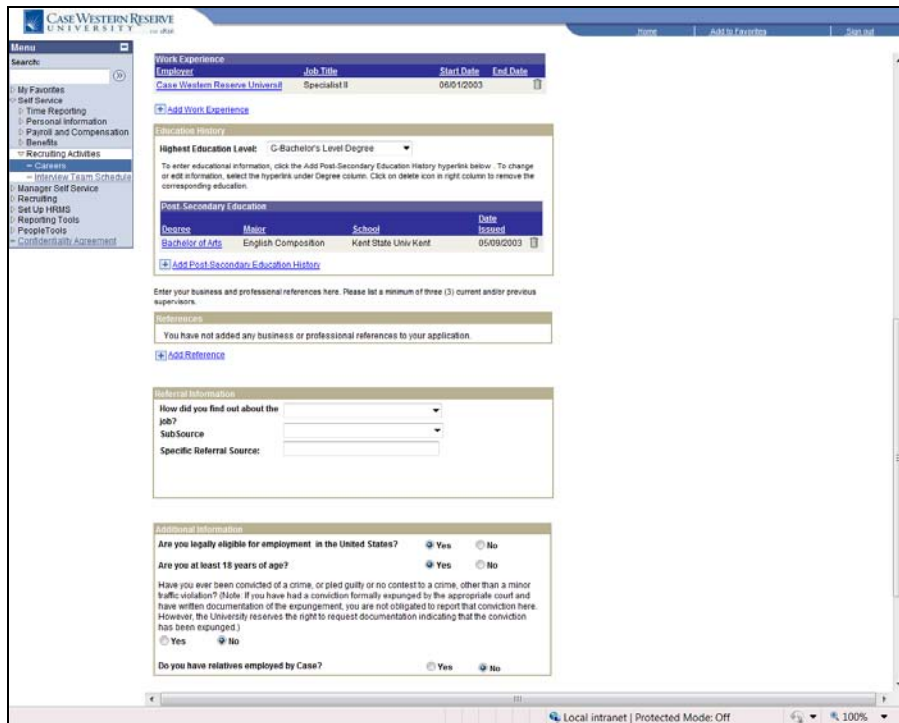 CASE WESTERN RESERVE
UNIVERSITY
Home
Add to Favorites
Sign out
Menu
Search:
My Favorites
Self Service
Time Reporting
Personal Information
Payroll and Compensation
Benefits
Recruiting Activities
– Careers
– Interview Team Schedule
Manager Self Service
Recruiting
Set Up HRMS
Reporting Tools
PeopleTools
– Confidentiality Agreement
Work Experience
Employer Job Title Start Date End Date
Case Western Reserve Universit Specialist II 06/01/2003
Add Work Experience
Education History
Highest Education Level: G-Bachelor's Level Degree
To enter educational information, click the Add Post-Secondary Education History hyperlink below . To change
or edit information, select the hyperlink under Degree column. Click on delete icon in right column to remove the
corresponding education.
Post-Secondary Education
Degree Major School Date Issued
Bachelor of Arts English Composition Kent State Univ Kent 05/09/2003
Add Post-Secondary Education History
Enter your business and professional references here. Please list a minimum of three (3) current and/or previous
supervisors.
References
You have not added any business or professional references to your application.
Add Reference
Referral Information
How did you find out about the
job?
SubSource
Specific Referral Source:
Additional Information
Are you legally eligible for employment in the United States? Yes No
Are you at least 18 years of age? Yes No
Have you ever been convicted of a crime, or pled guilty or no contest to a crime, other than a minor
traffic violation? (Note: If you have had a conviction formally expunged by the appropriate court and
have written documentation of the expungement, you are not obligated to report that conviction here.
However, the University reserves the right to request documentation indicating that the conviction
has been expunged.)
Yes No
Do you have relatives employed by Case? Yes No
Local intranet | Protected Mode: Off 100%